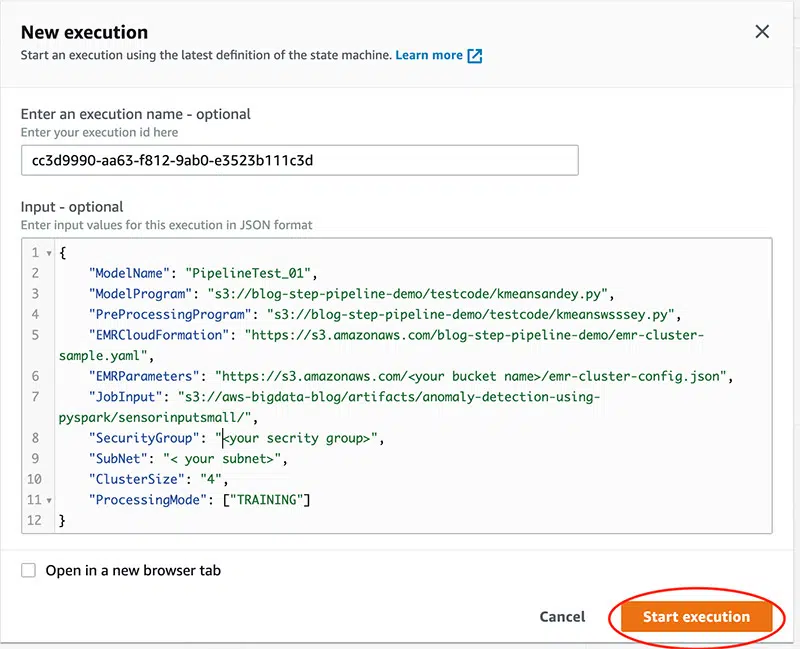 New execution
Start an execution using the latest definition of the state machine. Learn more
Enter an execution name - optional
Enter your execution id here
cc3d9990-aa63-f812-9ab0-e3523b111c3d
Input - optional
Enter input values for this execution in JSON format
1 {
2 "ModelName": "PipelineTest_01",
3 "ModelProgram": "s3://blog-step-pipeline-demo/testcode/kmeansandey.py",
4 "PreProcessingProgram": "s3://blog-step-pipeline-demo/testcode/kmeanswsssey.py",
5 "EMRCloudFormation": "https://s3.amazonaws.com/blog-step-pipeline-demo/emr-cluster-
sample.yaml",
6 "EMRParameters": "https://s3.amazonaws.com/<your bucket name>/emr-cluster-config.json",
7 "JobInput": "s3://aws-bigdata-blog/artifacts/anomaly-detection-using-
pyspark/sensorinputsmall/",
8 "SecurityGroup": "<your secrity group>",
9 "SubNet": "< your subnet>",
10 "ClusterSize": "4",
11 "ProcessingMode": ["TRAINING"]
12 }
Open in a new browser tab
Cancel Start execution